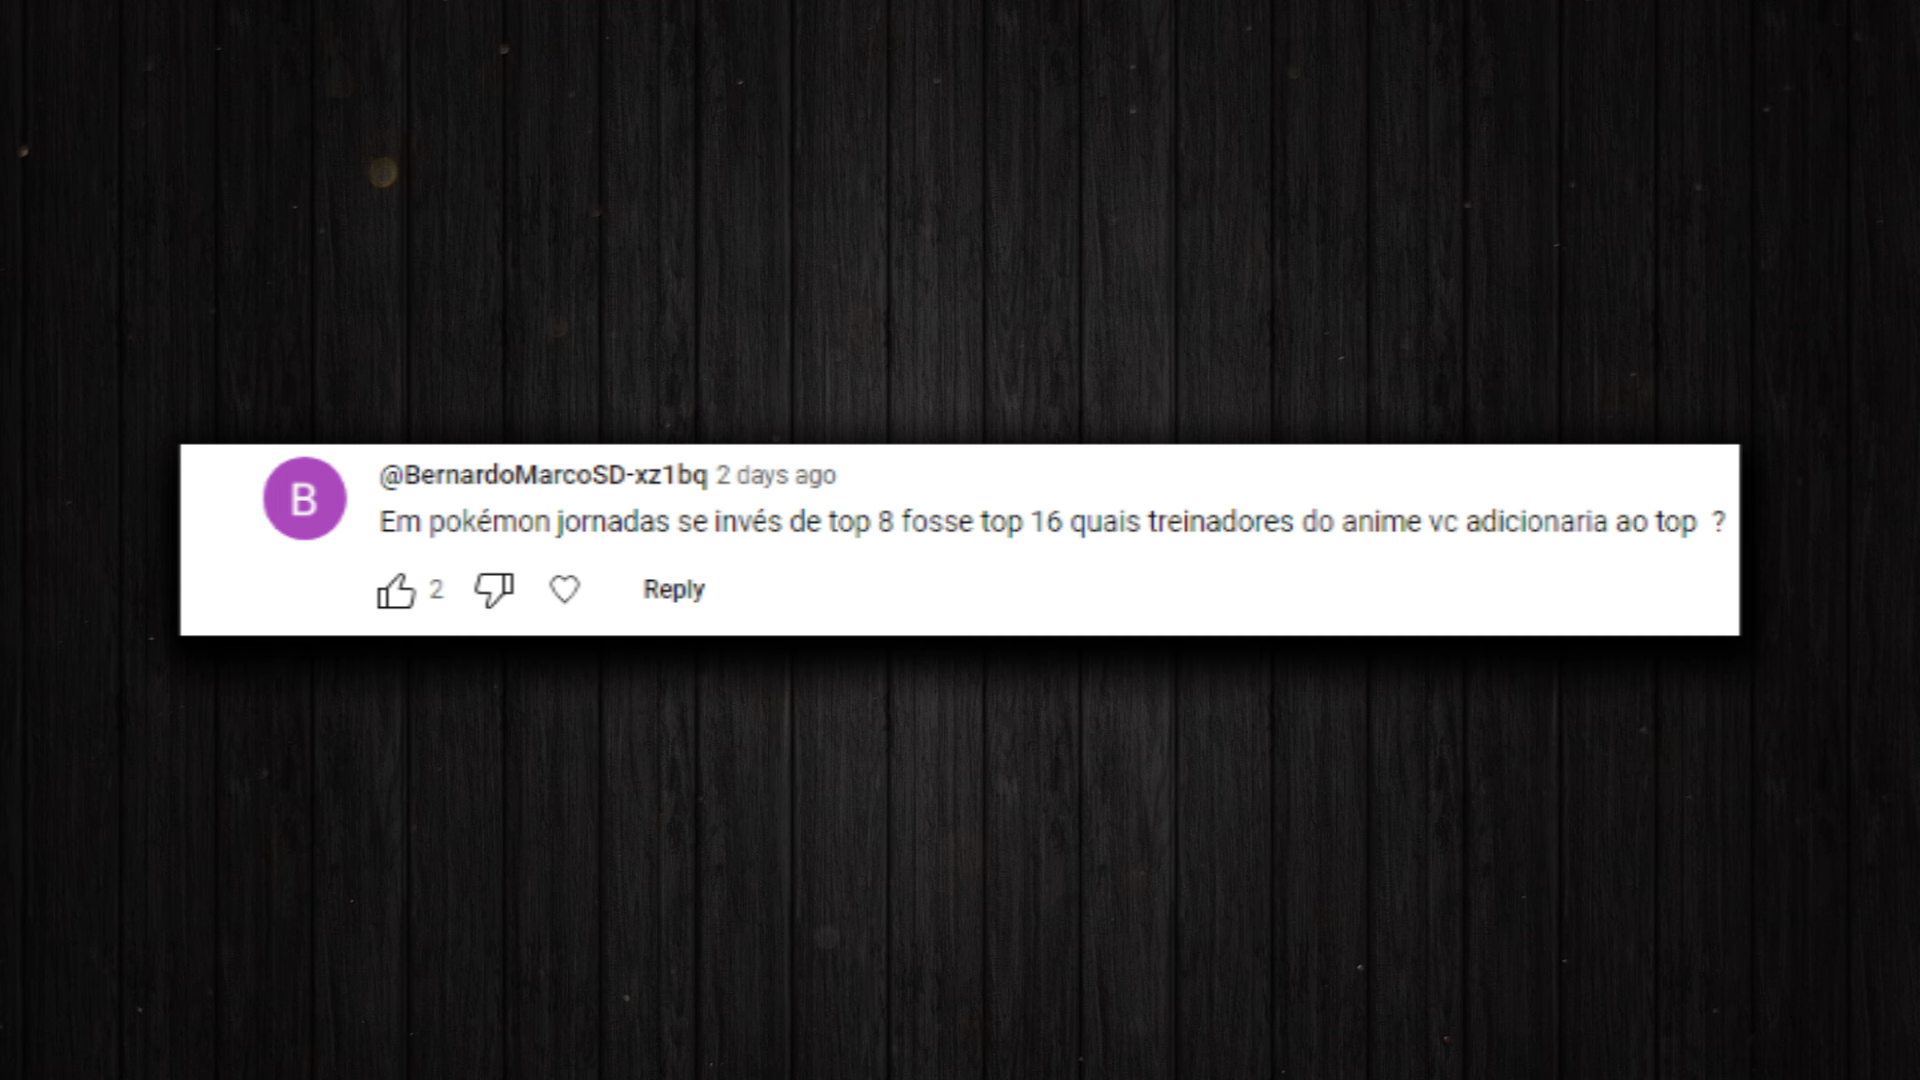 B
@BernardoMarcoSD-xz1bq 2 days ago
Em pokémon jornadas se invés de top 8 fosse top 16 quais treinadores do anime vc adicionaria ao top ?
2 Reply